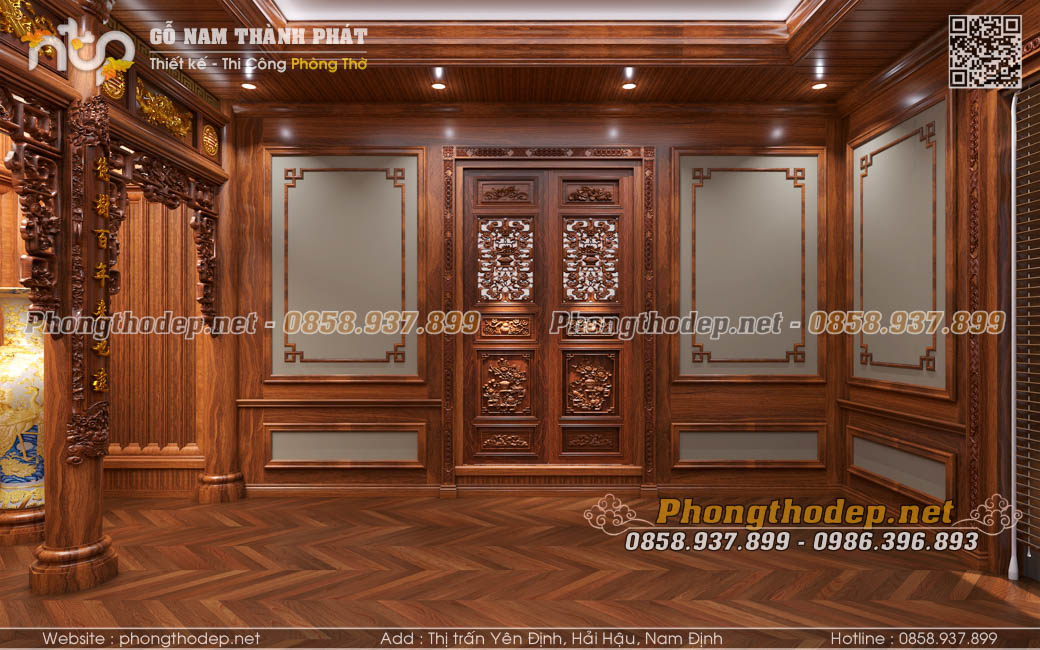 ntp GỖ NAM THÀNH PHÁT
Thiết kế - Thi Công Phòng Thờ
Phongthodep.net - 0858.937.899 Phongthodep.net - 0858.937.899
Phongthodep.net
0858.937.899 - 0986.396.893
Website : phongthodep.net Add : Thị trấn Yên Định, Hải Hậu, Nam Định Hotline : 0858.937.899